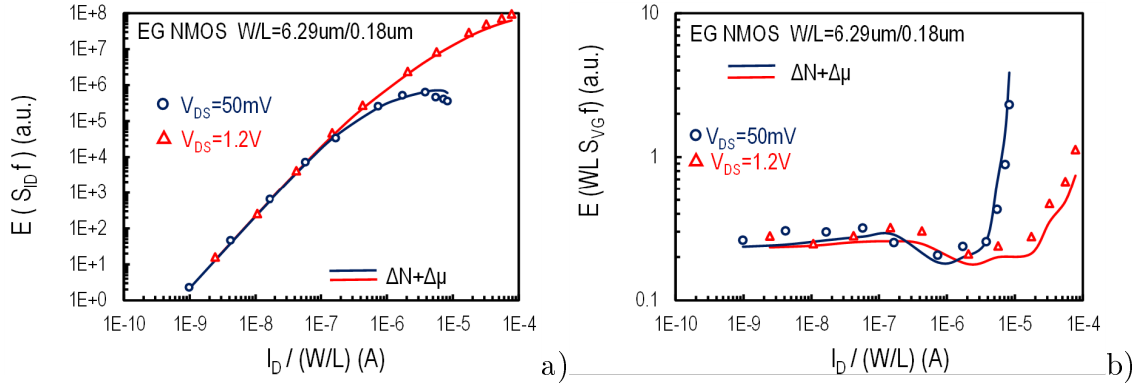 EG NMOS W/L=6.29um/0.18um
V_DS=50mV
V_DS=1.2V
ΔN+Δμ
E ( S_ID f ) (a.u.)
1E+8
1E+7
1E+6
1E+5
1E+4
1E+3
1E+2
1E+1
1E+0
1E-10 1E-9 1E-8 1E-7 1E-6 1E-5 1E-4
I_D / (W/L) (A)
a)
EG NMOS W/L=6.29um/0.18um
ΔN+Δμ
V_DS=50mV
V_DS=1.2V
E (WL S_VG f) (a.u.)
10
1
0.1
1E-10 1E-9 1E-8 1E-7 1E-6 1E-5 1E-4
I_D / (W/L) (A)
b)